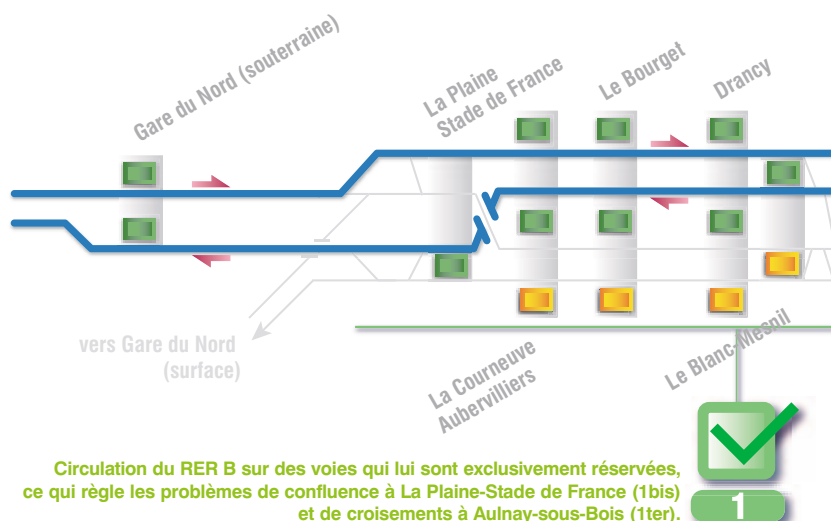 Gare du Nord (souterraine)
La Plaine
Stade de France
Le Bourget
Drancy
vers Gare du Nord
(surface)
La Courneuve
Aubervilliers
Le Blanc-Mesnil
Circulation du RER B sur des voies qui lui sont exclusivement réservées,
ce qui règle les problèmes de confluence à La Plaine-Stade de France (1bis)
et de croisements à Aulnay-sous-Bois (1ter).
1